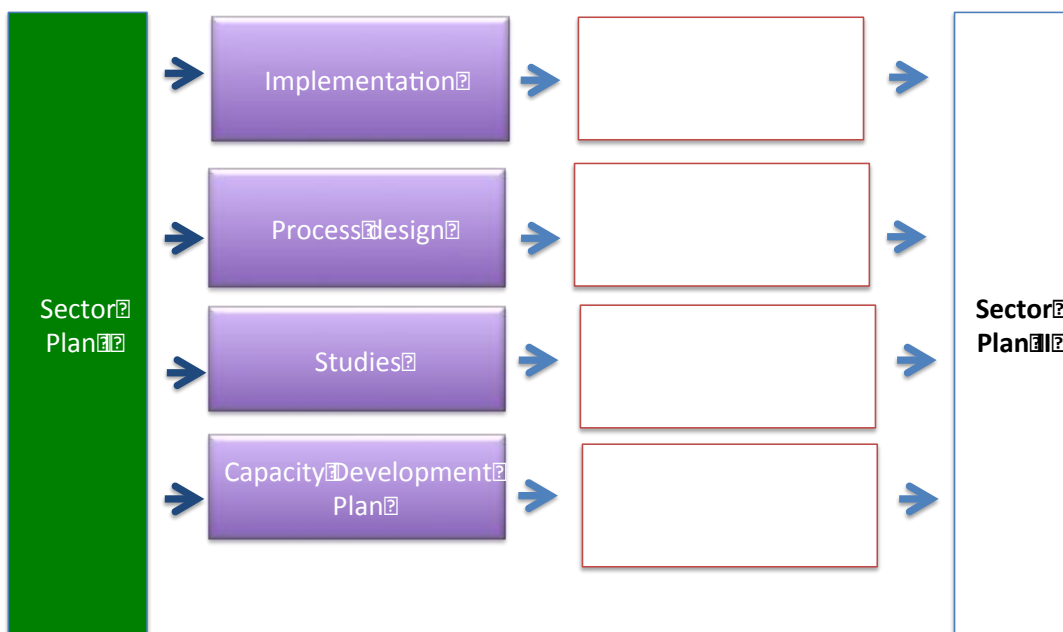 Implementation
Process design
Sector
Plan I
Studies
Capacity Development
Plan
Sector
Plan II